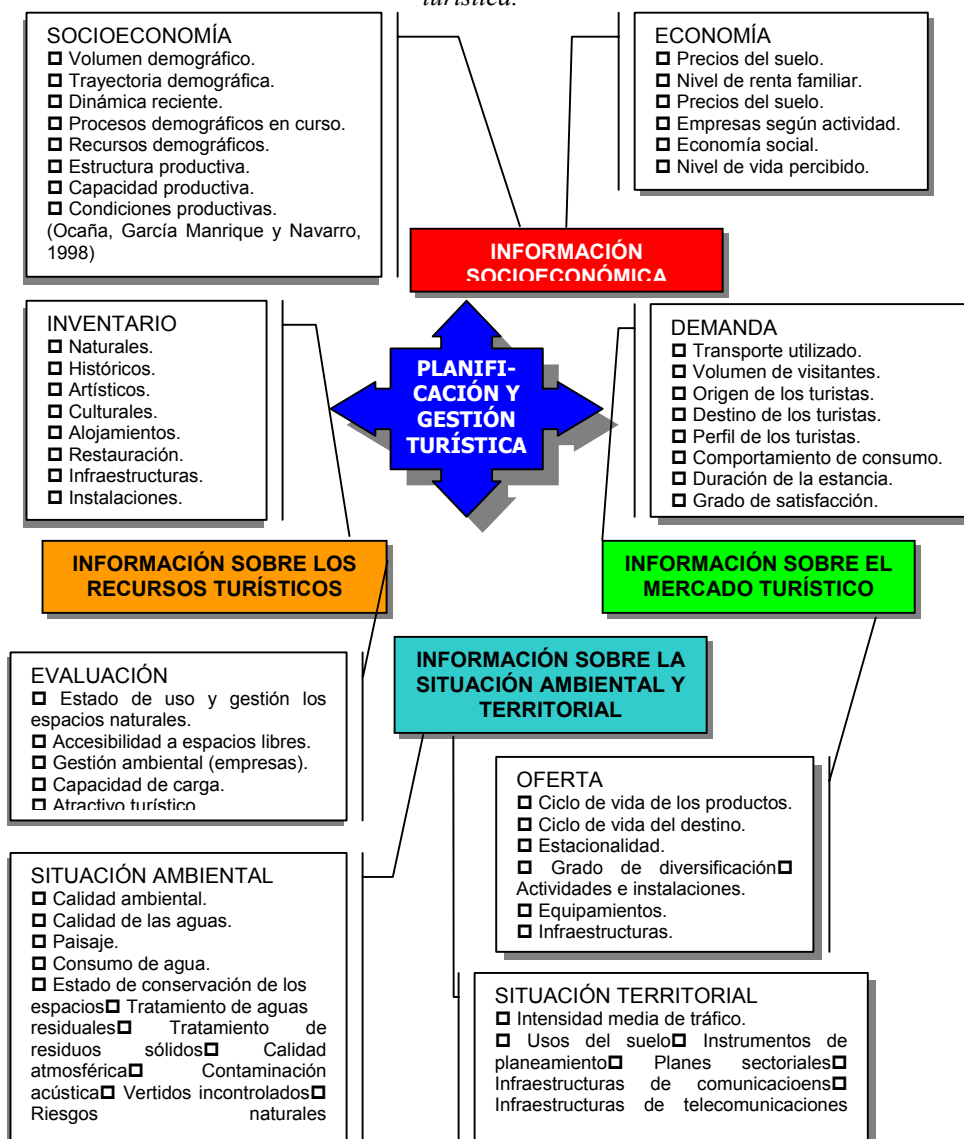 turística.
SOCIOECONOMÍA
Volumen demográfico.
Trayectoria demográfica.
Dinámica reciente.
Procesos demográficos en curso.
Recursos demográficos.
Estructura productiva.
Capacidad productiva.
Condiciones productivas.
(Ocaña, García Manrique y Navarro,
1998)
ECONOMÍA
Precios del suelo.
Nivel de renta familiar.
Precios del suelo.
Empresas según actividad.
Economía social.
Nivel de vida percibido.
INFORMACIÓN
SOCIOECONÓMICA
INVENTARIO
Naturales.
Históricos.
Artísticos.
Culturales.
Alojamientos.
Restauración.
Infraestructuras.
Instalaciones.
PLANIFI-
CACIÓN Y
GESTIÓN
TURÍSTICA
DEMANDA
Transporte utilizado.
Volumen de visitantes.
Origen de los turistas.
Destino de los turistas.
Perfil de los turistas.
Comportamiento de consumo.
Duración de la estancia.
Grado de satisfacción.
INFORMACIÓN SOBRE LOS
RECURSOS TURÍSTICOS
INFORMACIÓN SOBRE EL
MERCADO TURÍSTICO
INFORMACIÓN SOBRE LA
SITUACIÓN AMBIENTAL Y
TERRITORIAL
EVALUACIÓN
Estado de uso y gestión los
espacios naturales.
Accesibilidad a espacios libres.
Gestión ambiental (empresas).
Capacidad de carga.
Atractivo turístico
OFERTA
Ciclo de vida de los productos.
Ciclo de vida del destino.
Estacionalidad.
Grado de diversificación
Actividades e instalaciones.
Equipamientos.
Infraestructuras.
SITUACIÓN AMBIENTAL
Calidad ambiental.
Calidad de las aguas.
Paisaje.
Consumo de agua.
Estado de conservación de los
espacios Tratamiento de aguas
residuales Tratamiento de
residuos sólidos Calidad
atmosférica Contaminación
acústica Vertidos incontrolados
Riesgos naturales
SITUACIÓN TERRITORIAL
Intensidad media de tráfico.
Usos del suelo Instrumentos de
planeamiento Planes sectoriales
Infraestructuras de comunicacioens
Infraestructuras de telecomunicaciones